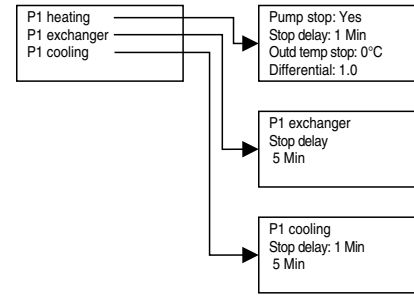 P1 heating
P1 exchanger
P1 cooling
Pump stop: Yes
Stop delay: 1 Min
Outd temp stop: 0°C
Differential: 1.0
P1 exchanger
Stop delay
5 Min
P1 cooling
Stop delay: 1 Min
5 Min